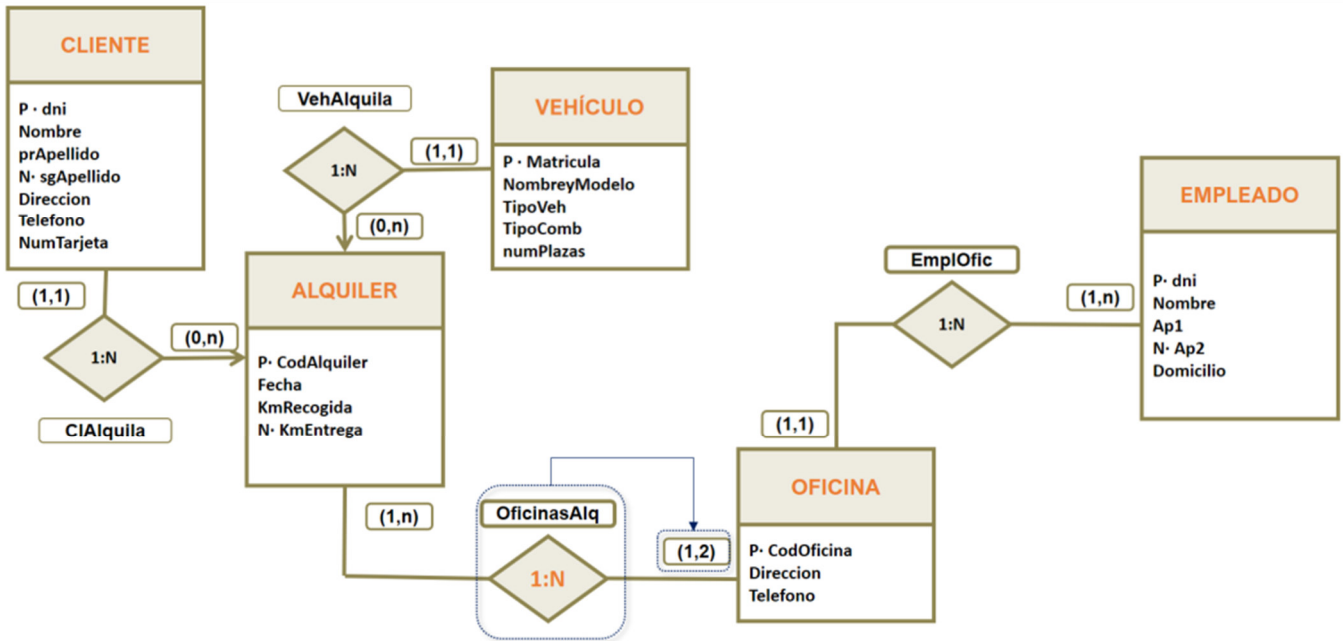 CLIENTE
P · dni
Nombre
prApellido
N· sgApellido
Direccion
Telefono
NumTarjeta
(1,1)
1:N
(0,n)
ClAlquila
VehAlquila
1:N
(1,1)
(0,n)
VEHÍCULO
P · Matricula
NombreyModelo
TipoVeh
TipoComb
numPlazas
ALQUILER
P· CodAlquiler
Fecha
KmRecogida
N· KmEntrega
(1,n)
OficinasAlq
1:N
(1,2)
OFICINA
P· CodOficina
Direccion
Telefono
(1,1)
EmplOfic
1:N
(1,n)
EMPLEADO
P· dni
Nombre
Ap1
N· Ap2
Domicilio